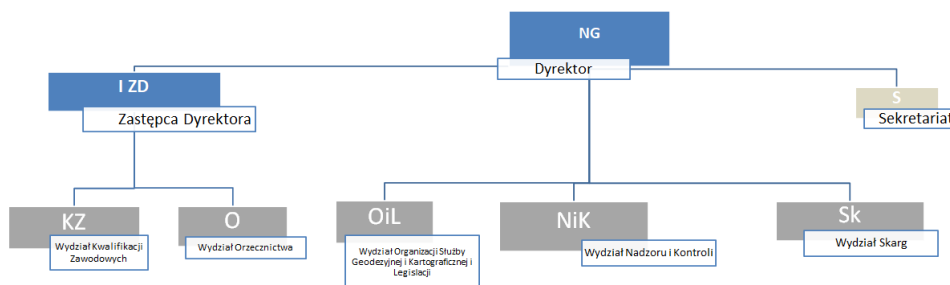 NG
Dyrektor
I ZD
Zastępca Dyrektora
S
Sekretariat
KZ
Wydział Kwalifikacji
Zawodowych
O
Wydział Orzecznictwa
OiL
Wydział Organizacji Służby
Geodezyjnej i Kartograficznej i
Legislacji
NiK
Wydział Nadzoru i Kontroli
Sk
Wydział Skarg